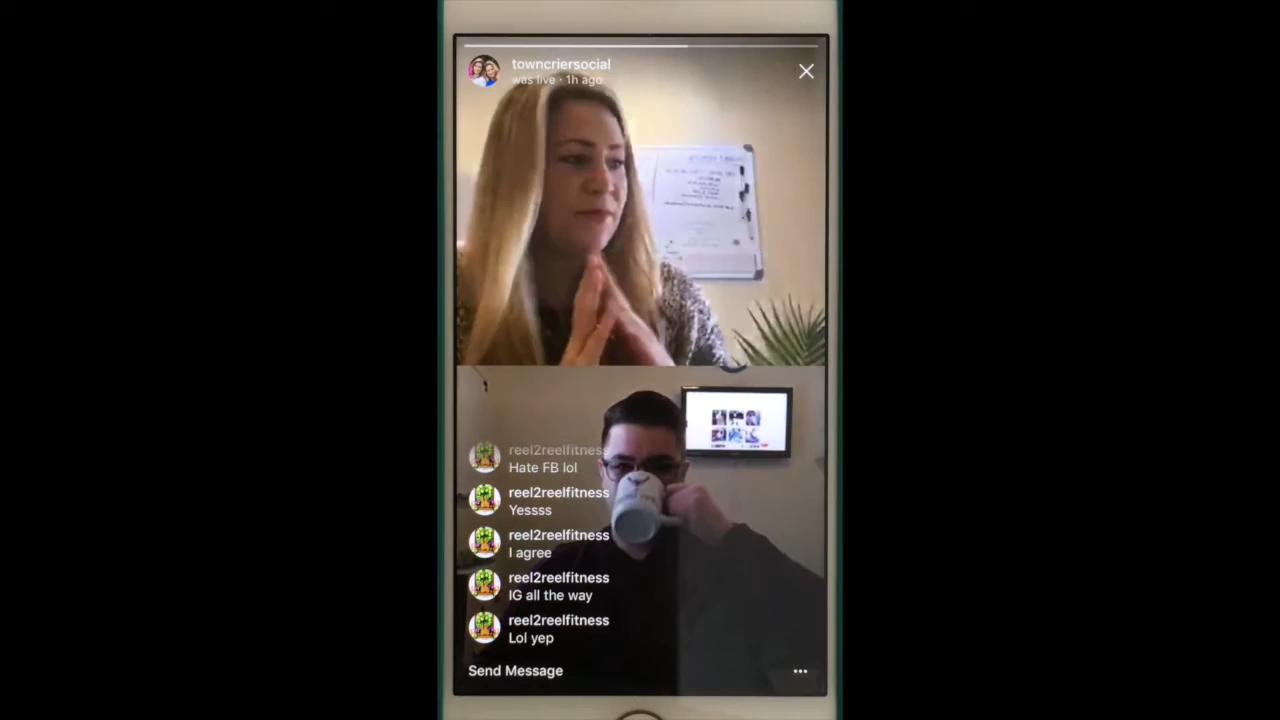 towncriersocial
was live · 1h ago
reel2reelfitness
Hate FB lol
reel2reelfitness
Yessss
reel2reelfitness
I agree
reel2reelfitness
IG all the way
reel2reelfitness
Lol yep
Send Message